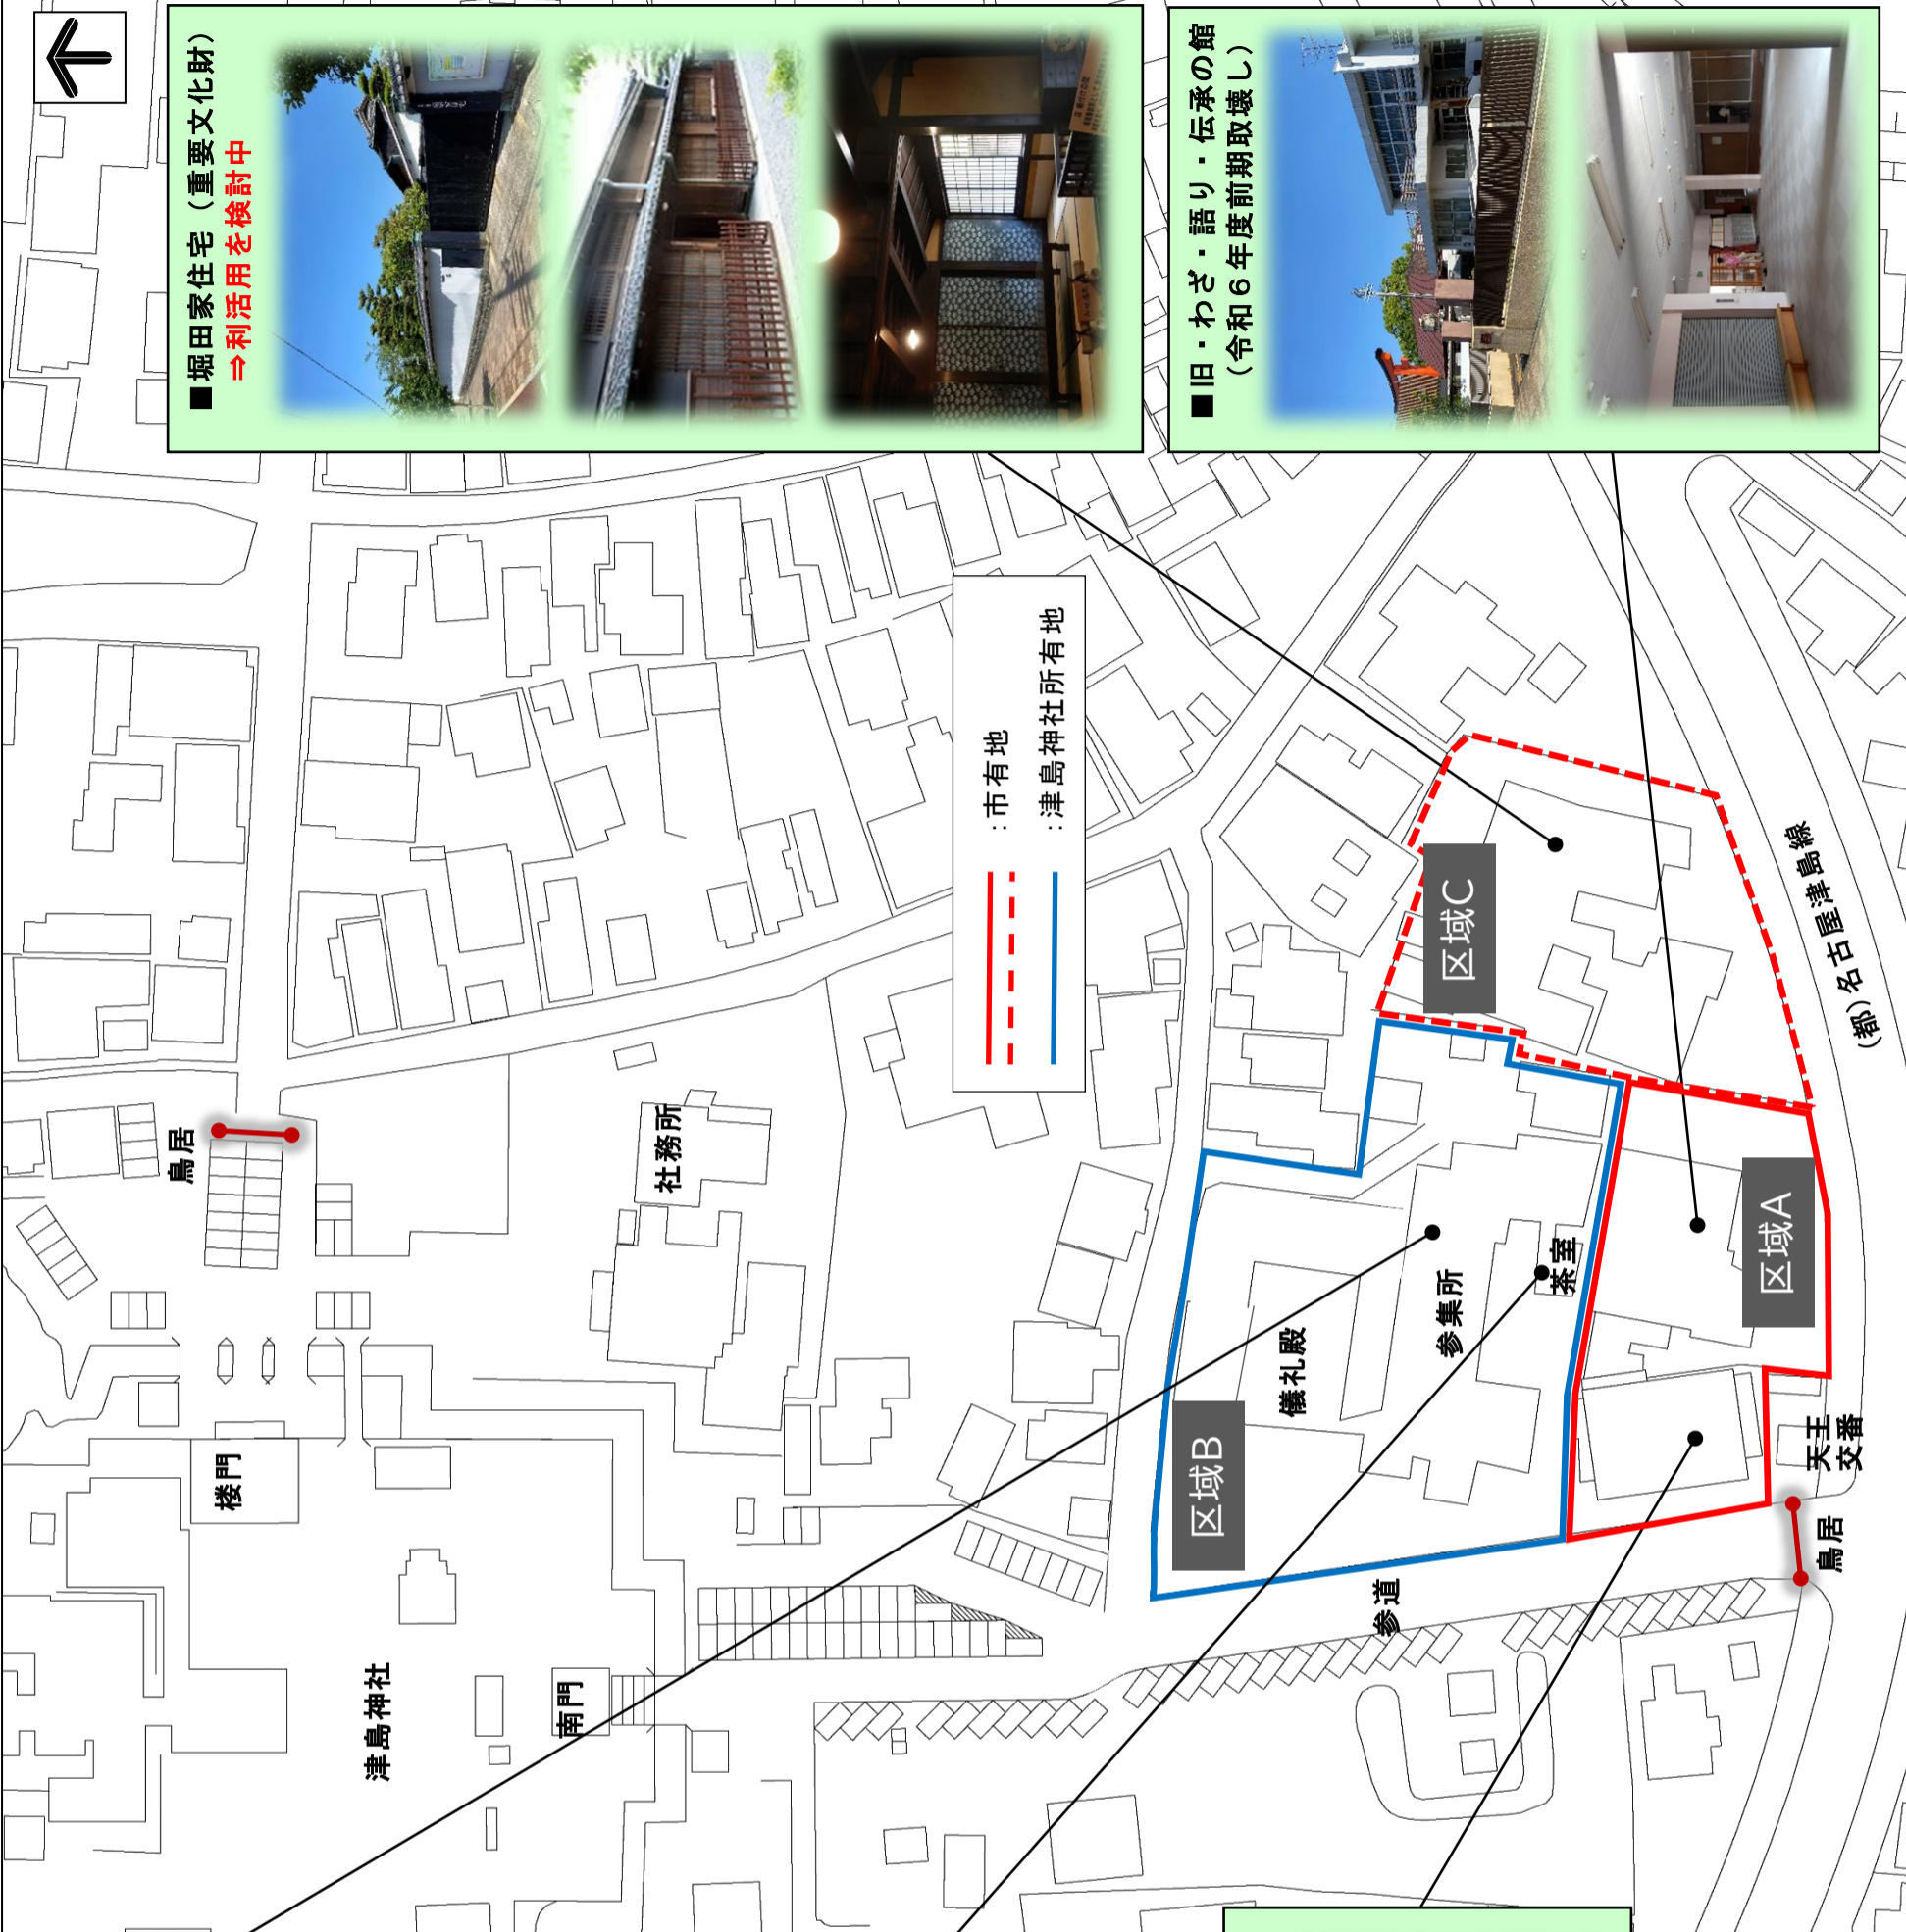 ■堀田家住宅（重要文化財）
⇒利活用を検討中
■旧・わざ・語り・伝承の館
（令和６年度前期取壊し）
：市有地
：津島神社所有地
鳥居
社務所
楼門
津島神社
南門
区域C
区域B
儀礼殿
参集所
茶室
区域A
参道
天王
交番
鳥居
(都)名古屋津島線